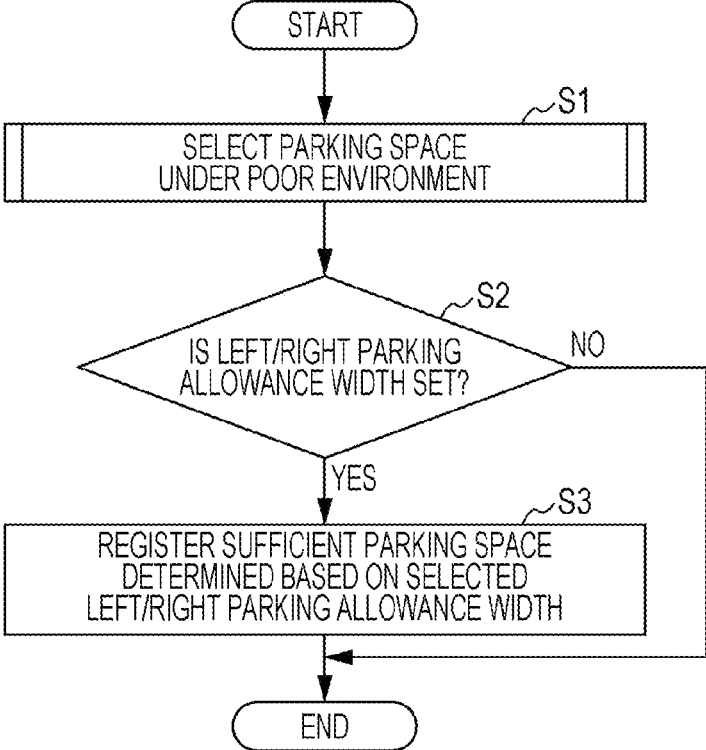 START
S1
SELECT PARKING SPACE
UNDER POOR ENVIRONMENT
S2
IS LEFT/RIGHT PARKING
ALLOWANCE WIDTH SET?
NO
YES
S3
REGISTER SUFFICIENT PARKING SPACE
DETERMINED BASED ON SELECTED
LEFT/RIGHT PARKING ALLOWANCE WIDTH
END